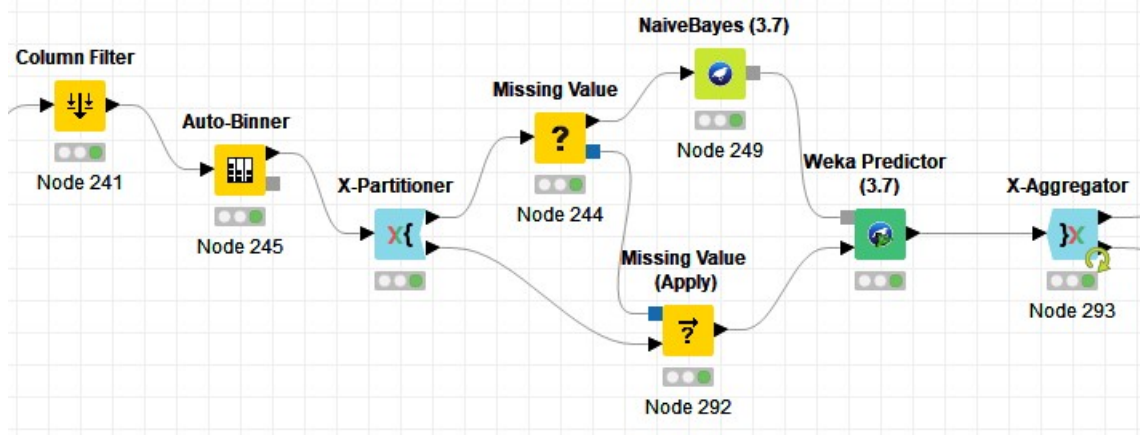 NaiveBayes (3.7)
Column Filter
Missing Value
Auto-Binner
?
Node 249
Weka Predictor
(3.7)
Node 241
X-Partitioner
X-Aggregator
Node 244
X{
}X
Node 245
Missing Value
(Apply)
?
Node 293
Node 292